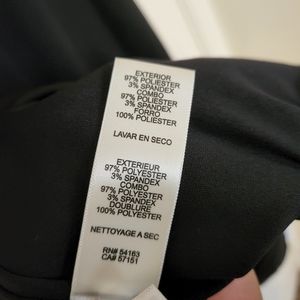 EXTERIOR
97% POLIESTER
3% SPANDEX
COMBO
97% POLIESTER
3% SPANDEX
FORRO
100% POLIESTER
LAVAR EN SECO
EXTERIEUR
97% POLYESTER
3% SPANDEX
COMBO
97% POLYESTER
3% SPANDEX
DOUBLURE
100% POLYESTER
NETTOYAGE A SEC
RN# 54163
CA# 57151